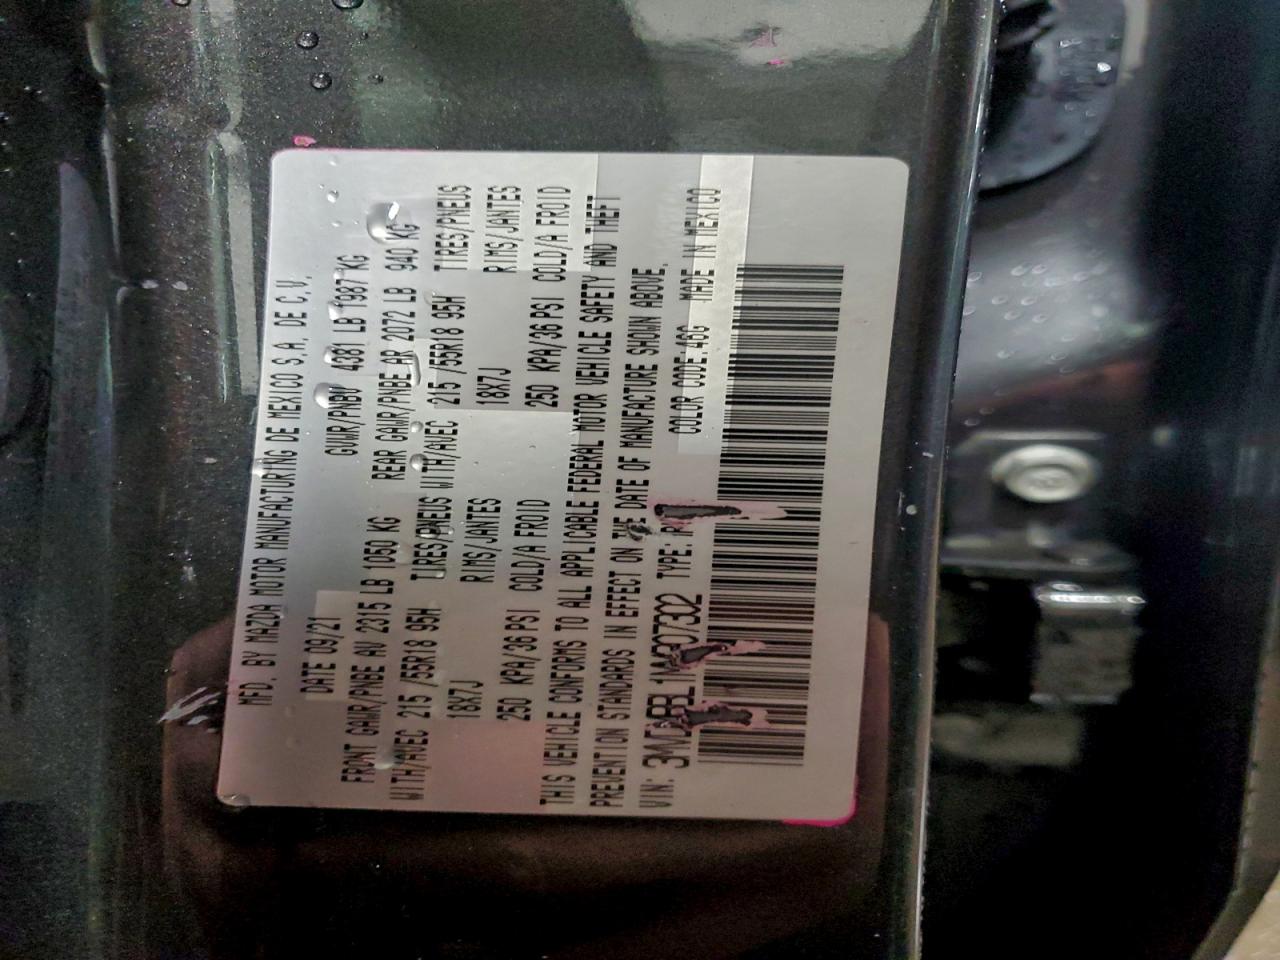 MFD. BY MAZDA MOTOR MANUFACTURING DE MEXICO S.A. DE C.V.
DATE 09/21 GVWR/PNBV 4381 LB 1987 KG
FRONT GAWR/PNBE AV 2315 LB 1050 KG REAR GAWR/PNBE AR 2072 LB 940 KG
WITH/AVEC 215 /55R18 95H TIRES/PNEUS WITH/AVEC 215 /55R18 95H TIRES/PNEUS
18X7J RIMS/JANTES 18X7J RIMS/JANTES
250 KPA/36 PSI COLD/A FROID 250 KPA/36 PSI COLD/A FROID
THIS VEHICLE CONFORMS TO ALL APPLICABLE FEDERAL MOTOR VEHICLE SAFETY AND THEFT
PREVENTION STANDARDS IN EFFECT ON THE DATE OF MANUFACTURE SHOWN ABOVE.
VIN: TYPE: COLOR CODE:46G MADE IN MEXICO